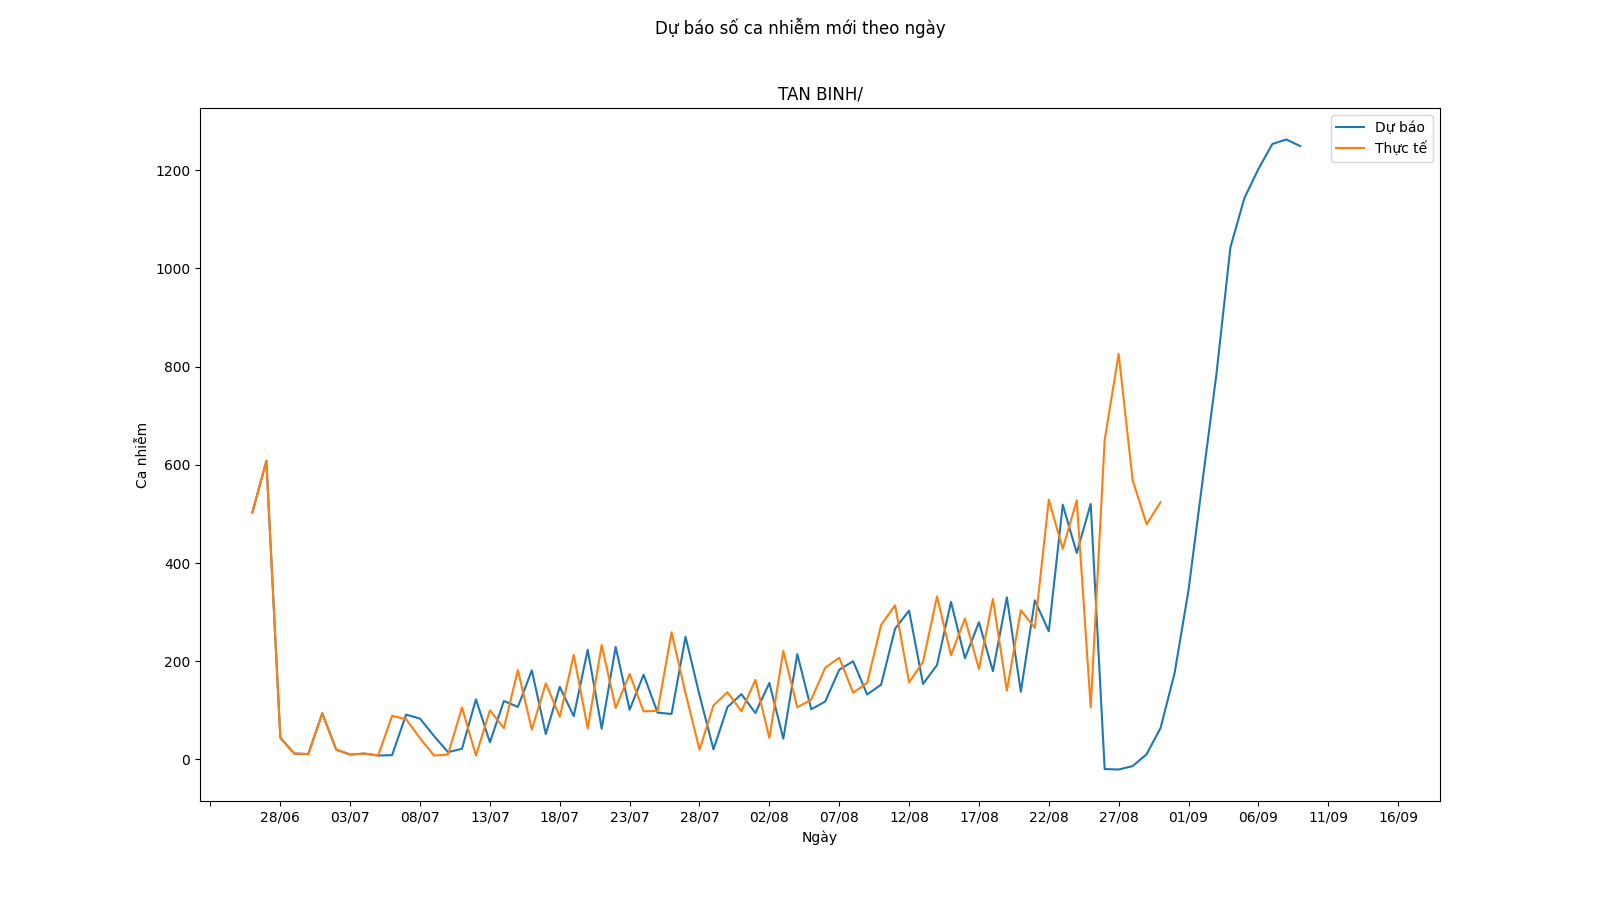 Dự báo số ca nhiễm mới theo ngày
TAN BINH/
Dự báo
Thực tế
1200
1000
800
600
400
200
0
Ca nhiễm
28/06 03/07 08/07 13/07 18/07 23/07 28/07 02/08 07/08 12/08 17/08 22/08 27/08 01/09 06/09 11/09 16/09
Ngày